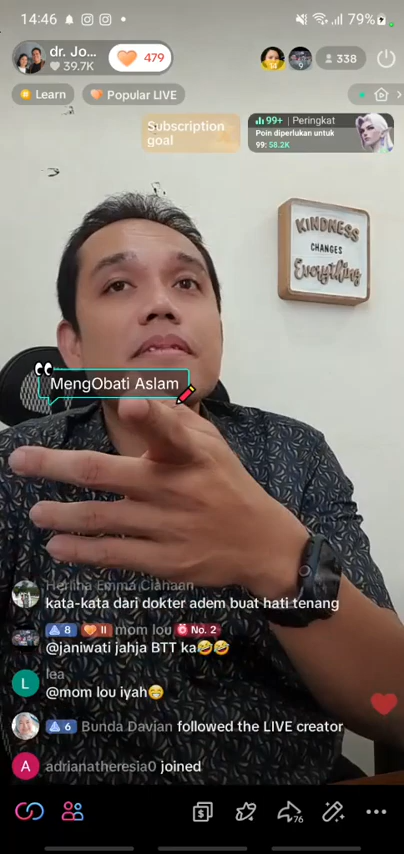 14:46
79%
dr. Jo...
39.7K
479
338
Learn
Popular LIVE
Subscription
goal
99+ | Peringkat
Poin diperlukan untuk
99: 58.2K
KINDNESS
CHANGES
Everything
MengObati Aslam
Herlina Emma Ciahaan
kata-kata dari dokter adem buat hati tenang
8 II mom lou No. 2
@janiwati jahja BTT ka🤣🤣
L
lea
@mom lou iyah😁
6 Bunda Davian followed the LIVE creator
A
adrianatheresia0 joined
76